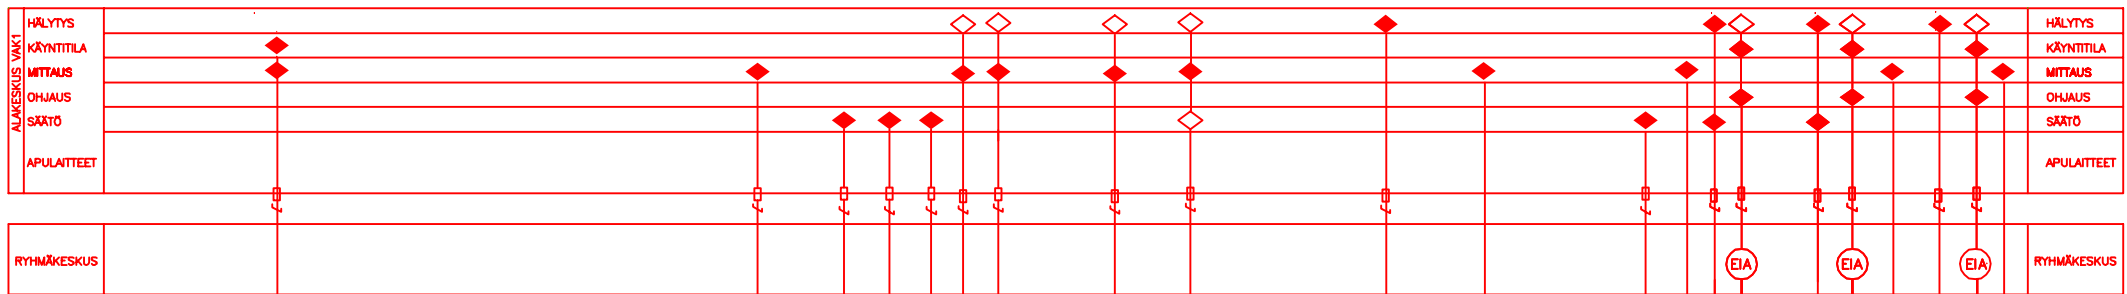 ALAKESKUS VAK1
HÄLYTYS HÄLYTYS
KÄYNTITILA KÄYNTITILA
MITTAUS MITTAUS
OHJAUS OHJAUS
SÄÄTÖ SÄÄTÖ
APULAITTEET APULAITTEET
RYHMÄKESKUS EIA EIA EIA RYHMÄKESKUS